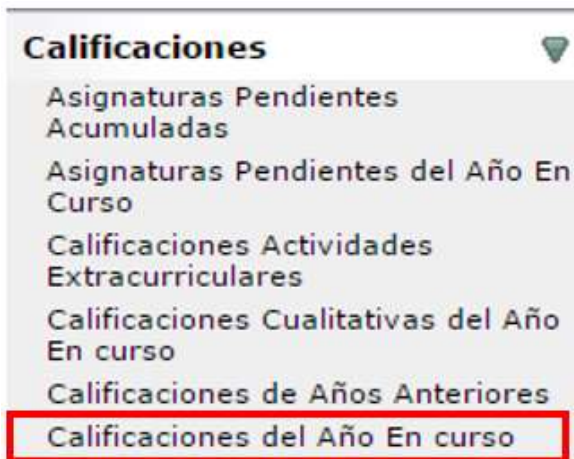 Calificaciones
Asignaturas Pendientes
Acumuladas
Asignaturas Pendientes del Año En
Curso
Calificaciones Actividades
Extracurriculares
Calificaciones Cualitativas del Año
En curso
Calificaciones de Años Anteriores
Calificaciones del Año En curso